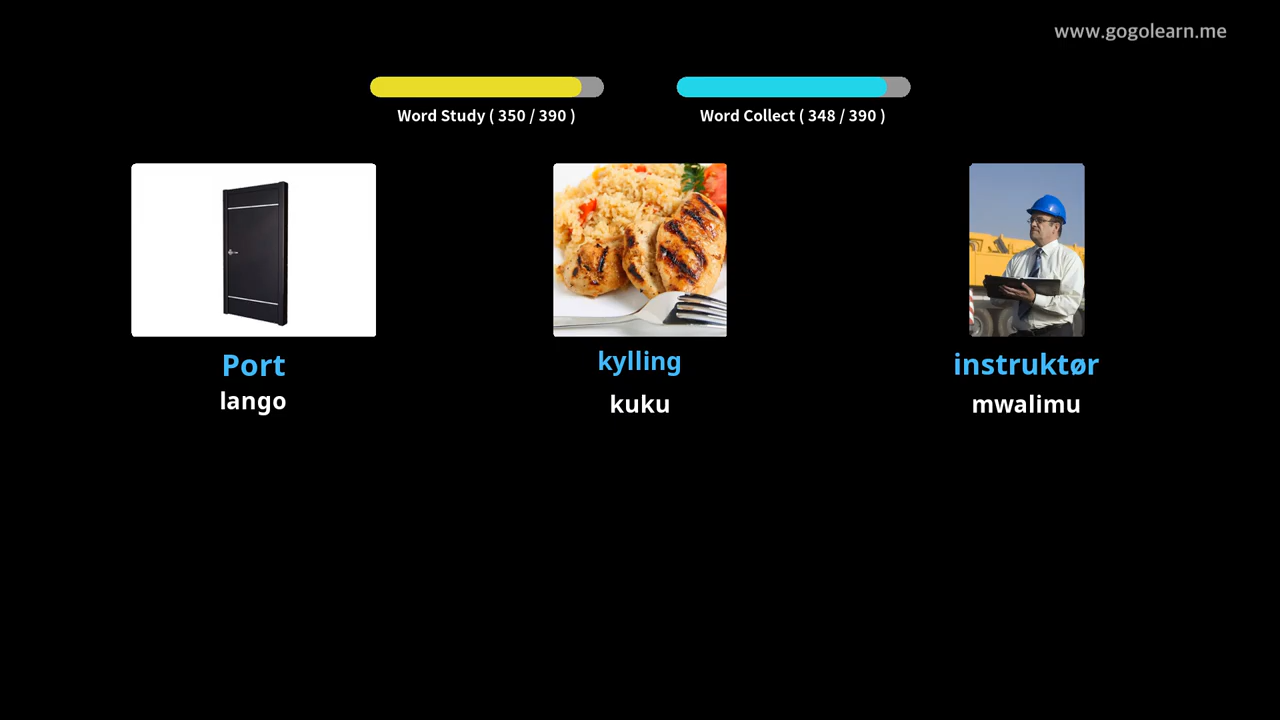 www.gogolearn.me
Word Study ( 350 / 390 )
Word Collect ( 348 / 390 )
Port
lango
kylling
kuku
instruktør
mwalimu